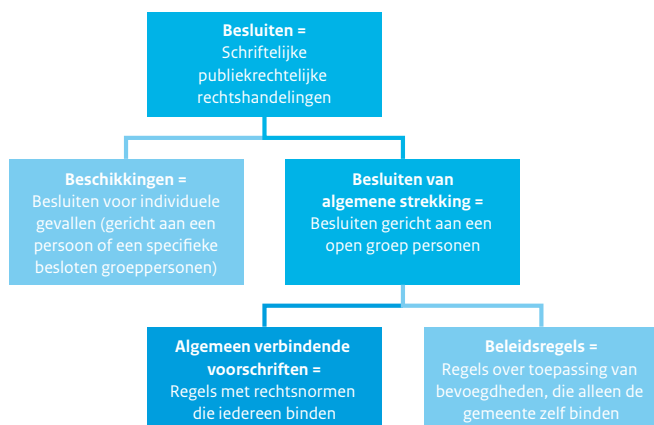 Besluiten =
Schriftelijke
publiekrechtelijke
rechtshandelingen
Beschikkingen =
Besluiten voor individuele
gevallen (gericht aan een
persoon of een specifieke
besloten groeppersonen)
Besluiten van
algemene strekking =
Besluiten gericht aan een
open groep personen
Algemeen verbindende
voorschriften =
Regels met rechtsnormen
die iedereen binden
Beleidsregels =
Regels over toepassing van
bevoegdheden, die alleen de
gemeente zelf binden